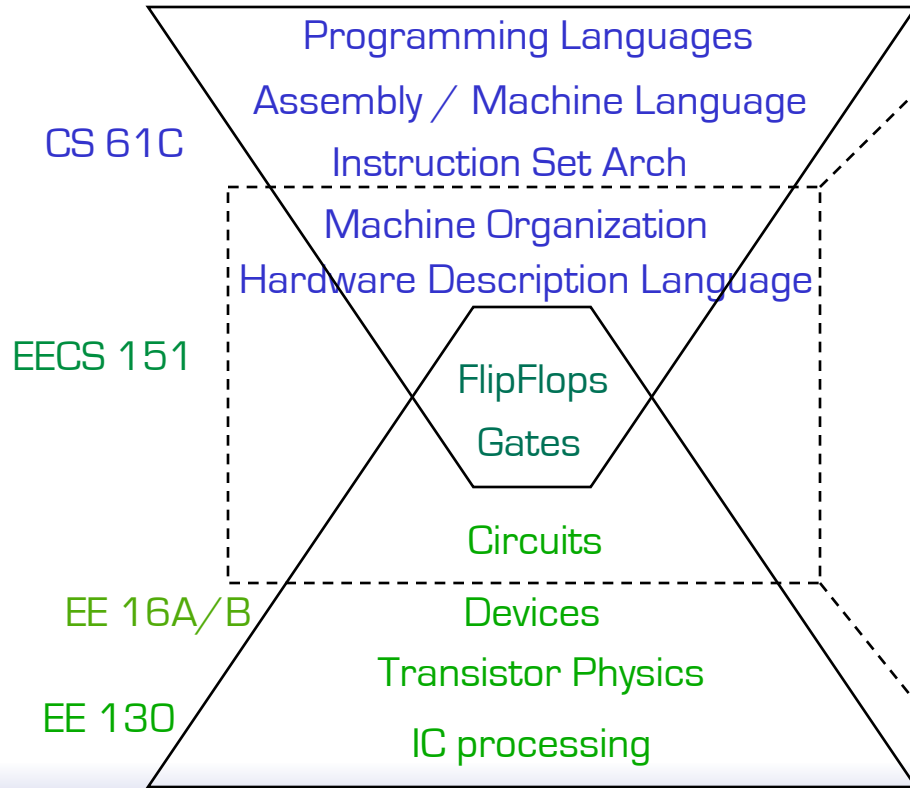 Programming Languages
Assembly / Machine Language
CS 61C
Instruction Set Arch
Machine Organization
Hardware Description Language
EECS 151
FlipFlops
Gates
Circuits
EE 16A/B
Devices
Transistor Physics
EE 130
IC processing